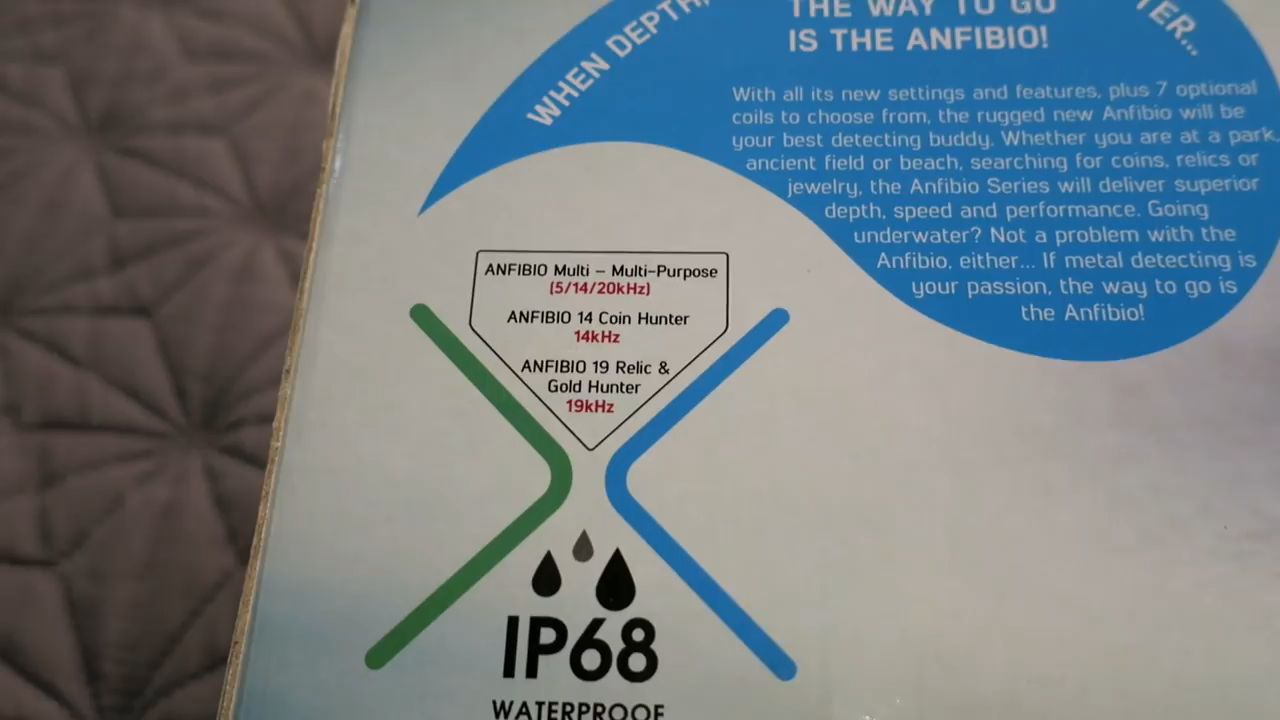 WHEN DEPTH,
THE WAY TO GO
IS THE ANFIBIO!
With all its new settings and features, plus 7 optional
coils to choose from, the rugged new Anfibio will be
your best detecting buddy. Whether you are at a park,
ancient field or beach, searching for coins, relics or
jewelry, the Anfibio Series will deliver superior
depth, speed and performance. Going
underwater? Not a problem with the
Anfibio, either... If metal detecting is
your passion, the way to go is
the Anfibio!
ANFIBIO Multi – Multi-Purpose
(5/14/20kHz)
ANFIBIO 14 Coin Hunter
14kHz
ANFIBIO 19 Relic &
Gold Hunter
19kHz
IP68
WATERPROOF